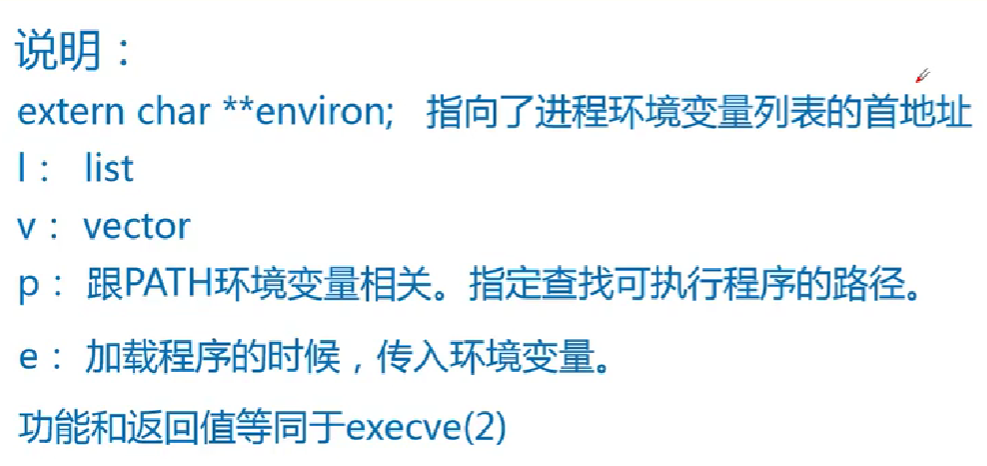 说明：
extern char **environ; 指向了进程环境变量列表的首地址
l： list
v：vector
p： 跟PATH环境变量相关。指定查找可执行程序的路径。
e： 加载程序的时候，传入环境变量。
功能和返回值等同于execve(2)